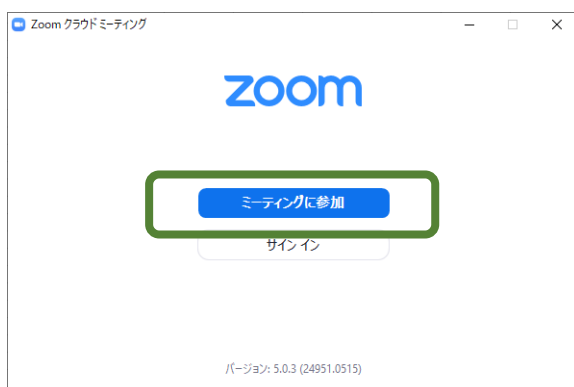 Zoom クラウド ミーティング
zoom
ミーティングに参加
サイン イン
バージョン: 5.0.3 (24951.0515)